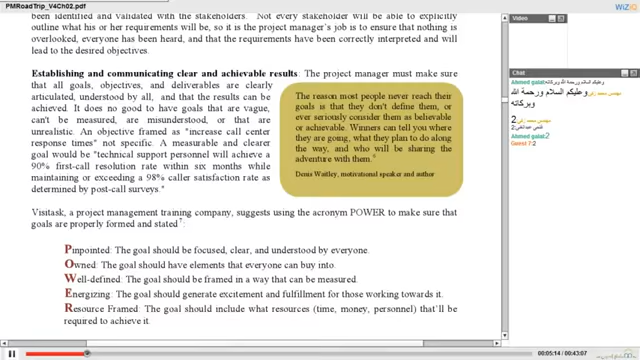 PMRoadTrip_V4Ch02.pdf
WiZiQ
been identified and validated with the stakeholders. Not every stakeholder will be able to explicitly
outline what his or her requirements will be, so it is the project manager's job is to ensure that nothing is
overlooked, everyone has been heard, and that the requirements have been correctly interpreted and will
lead to the desired objectives.
Establishing and communicating clear and achievable results: The project manager must make sure
that all goals, objectives, and deliverables are clearly
articulated, understood by all, and that the results can be
achieved. It does no good to have goals that are vague,
can't be measured, are misunderstood, or that are
unrealistic. An objective framed as "increase call center
response times" not specific. A measurable and clearer
goal would be "technical support personnel will achieve a
90% first-call resolution rate within six months while
maintaining or exceeding a 98% caller satisfaction rate as
determined by post-call surveys."
The reason most people never reach their
goals is that they don't define them, or
ever seriously consider them as believable
or achievable. Winners can tell you where
they are going, what they plan to do along
the way, and who will be sharing the
adventure with them.6
Denis Waitley, motivational speaker and author
Visitask, a project management training company, suggests using the acronym POWER to make sure that
goals are properly formed and stated7:
Pinpointed: The goal should be focused, clear, and understood by everyone.
Owned: The goal should have elements that everyone can buy into.
Well-defined: The goal should be framed in a way that can be measured.
Energizing: The goal should generate excitement and fulfillment for those working towards it.
Resource Framed: The goal should include what resources (time, money, personnel) that'll be
required to achieve it.
Video
Chat
Ahmed galal: وعليكم السلام ورحمة الله وبركاته
وعليكم السلام ورحمة الله
وبركاته
2
Ahmed galal: 2
Guest 7: 2
00:05:14 / 00:43:07